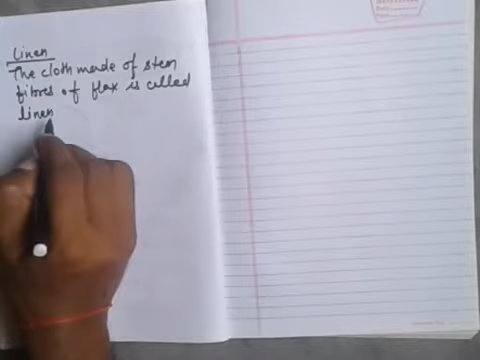 Linen
The cloth made of stem
fibres of flax is called
linen